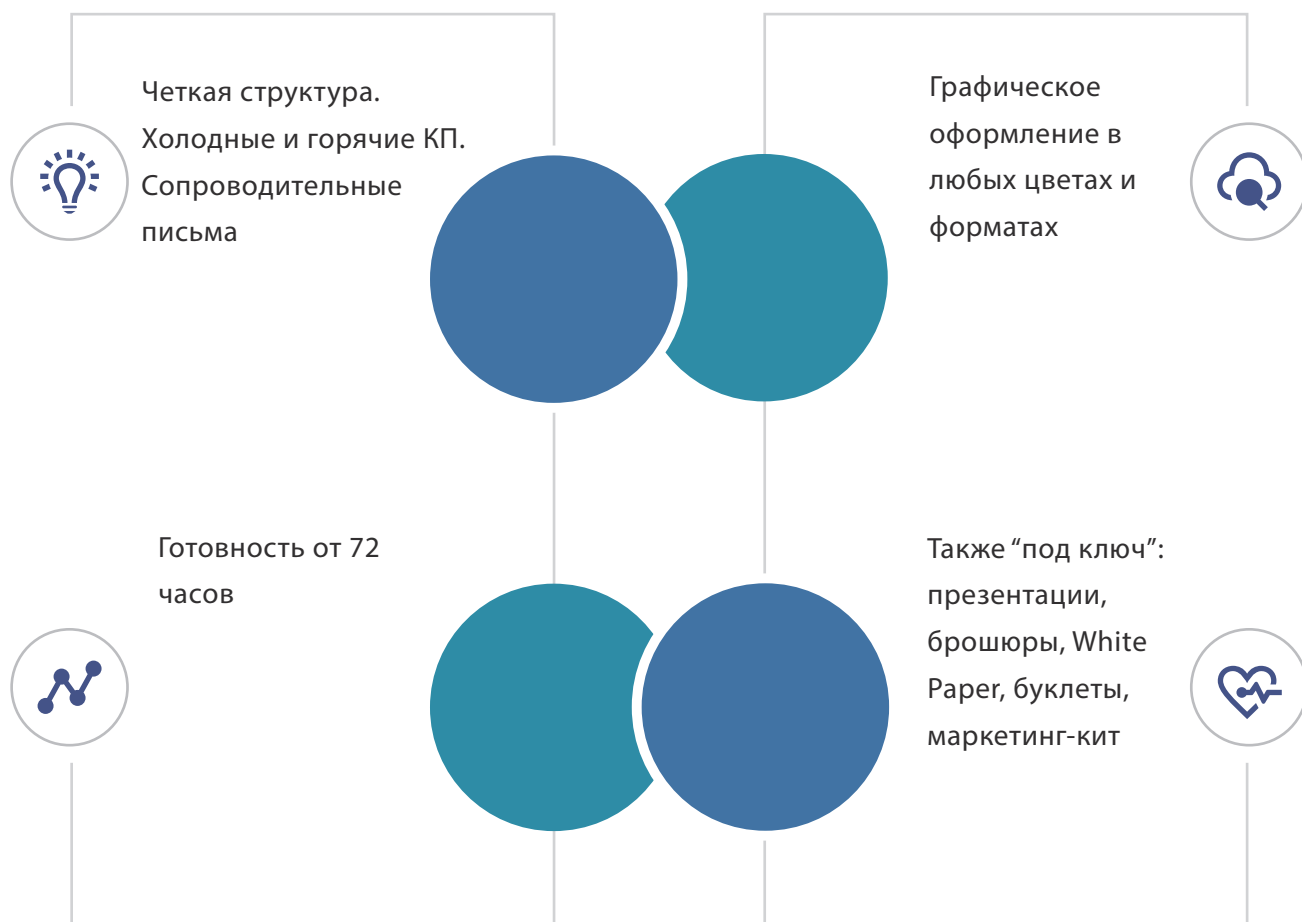 Четкая структура.
Холодные и горячие КП.
Сопроводительные
письма
Графическое
оформление в
любых цветах и
форматах
Готовность от 72
часов
Также “под ключ”:
презентации,
брошюры, White
Paper, буклеты,
маркетинг-кит